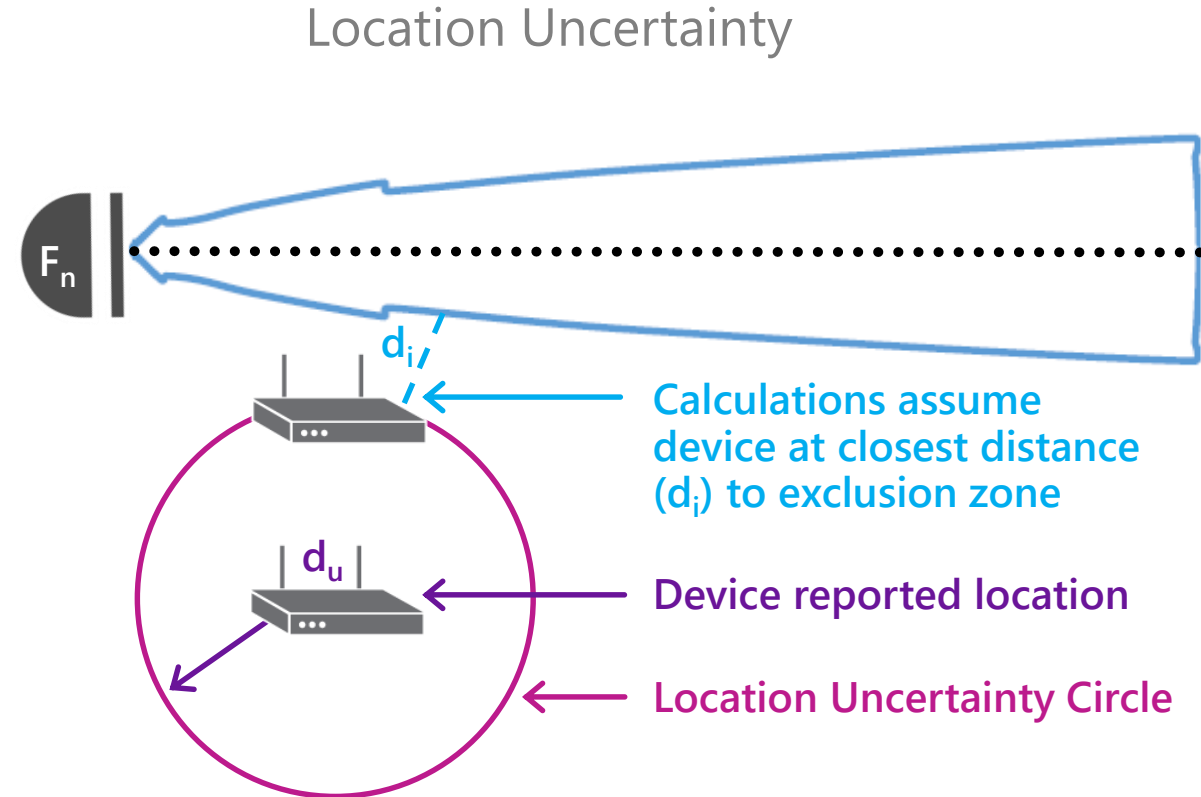 Location Uncertainty
Fn
di
Calculations assume
device at closest distance
(di) to exclusion zone
du
Device reported location
Location Uncertainty Circle